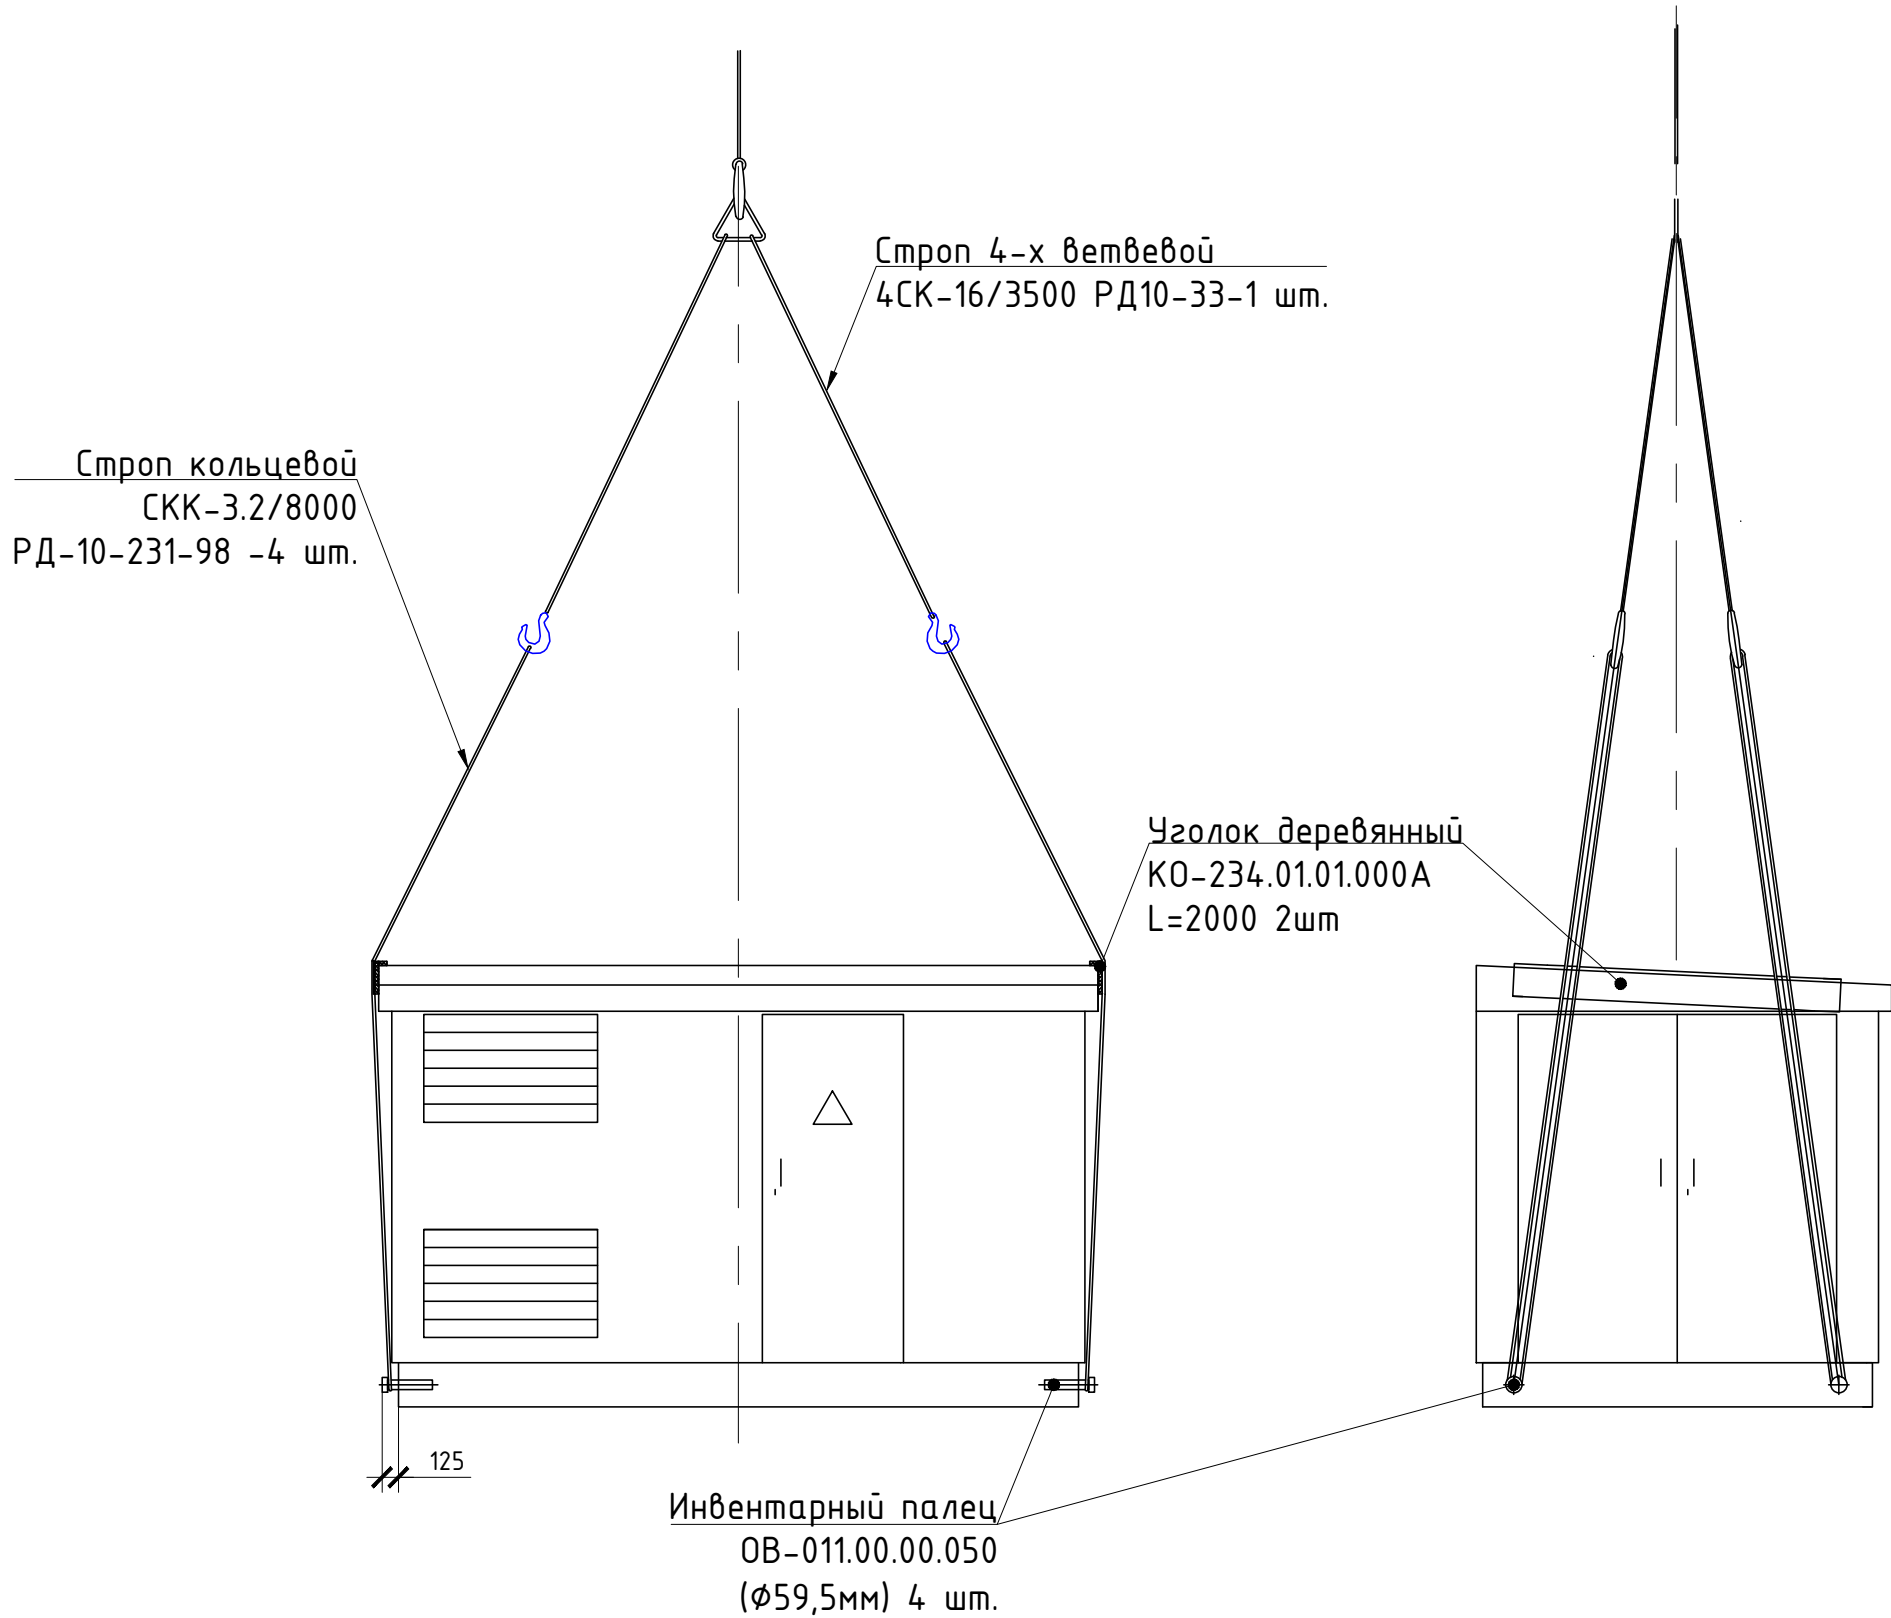 Строп 4-х ветвевой
4СК-16/3500 РД10-33-1 шт.
Строп кольцевой
СКК-3.2/8000
РД-10-231-98 -4 шт.
Уголок деревянный
КО-234.01.01.000А
L=2000 2шт
125
Инвентарный палец
ОВ-011.00.00.050
(Ф59,5мм) 4 шт.